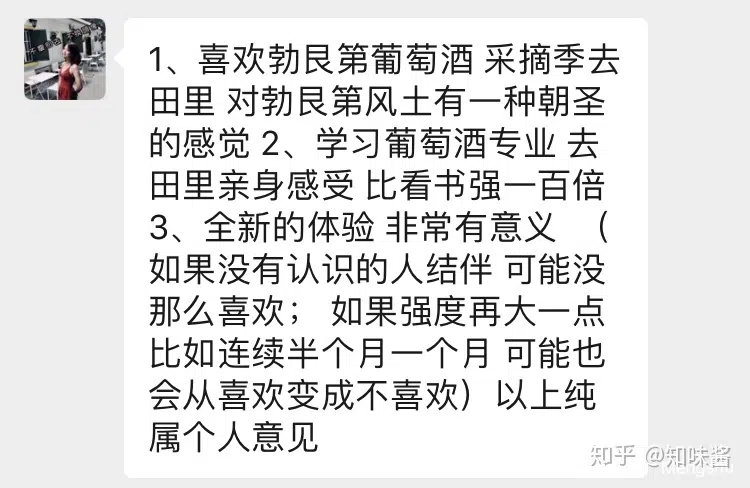 1、喜欢勃艮第葡萄酒 采摘季去
田里 对勃艮第风土有一种朝圣
的感觉 2、学习葡萄酒专业 去
田里亲身感受 比看书强一百倍
3、全新的体验 非常有意义 （
如果没有认识的人结伴 可能没
那么喜欢； 如果强度再大一点
比如连续半个月一个月 可能也
会从喜欢变成不喜欢）以上纯
属个人意见
知乎 @知味酱